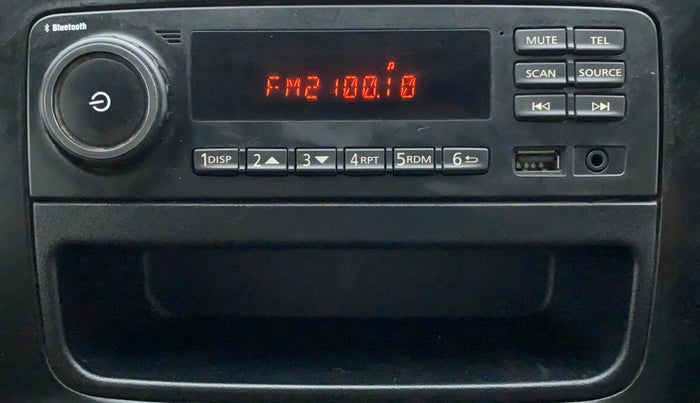 Bluetooth
MUTE TEL
FM2 100.10
SCAN SOURCE
1DISP 2 3 4RPT 5RDM 6